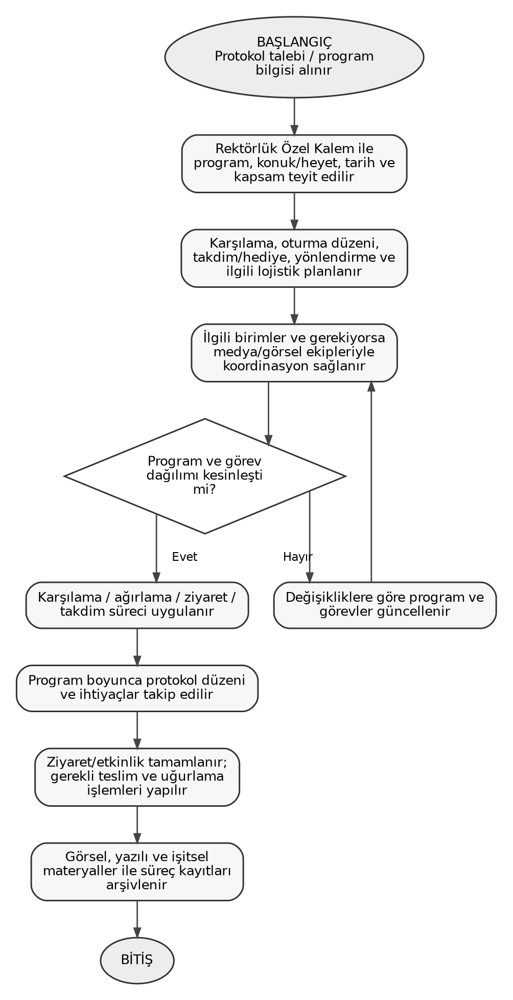 BAŞLANGIÇ
Protokol talebi / program
bilgisi alınır
Rektörlük Özel Kalem ile
program, konuk/heyet, tarih ve
kapsam teyit edilir
Karşılama, oturma düzeni,
takdim/hediye, yönlendirme ve
ilgili lojistik planlanır
İlgili birimler ve gerekiyorsa
medya/görsel ekipleriyle
koordinasyon sağlanır
Program ve görev
dağılımı kesinleşti
mi?
Evet
Hayır
Karşılama / ağırlama / ziyaret /
takdim süreci uygulanır
Değişikliklere göre program ve
görevler güncellenir
Program boyunca protokol düzeni
ve ihtiyaçlar takip edilir
Ziyaret/etkinlik tamamlanır;
gerekli teslim ve uğurlama
işlemleri yapılır
Görsel, yazılı ve işitsel
materyaller ile süreç kayıtları
arşivlenir
BİTİŞ